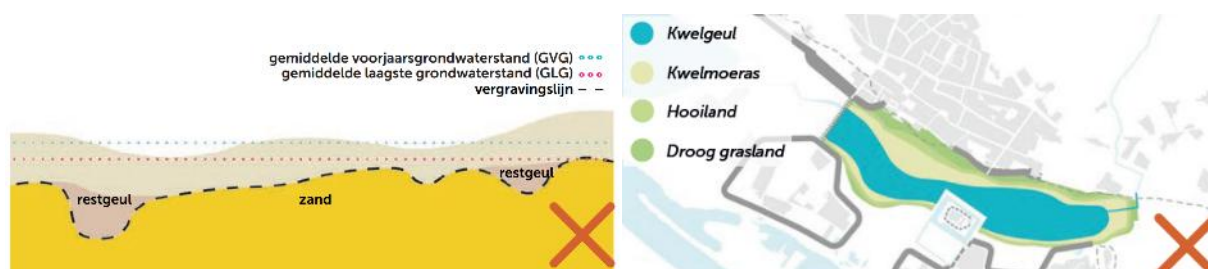 gemiddelde voorjaarsgrondwaterstand (GVG)
gemiddelde laagste grondwaterstand (GLG)
vergravingslijn
restgeul
zand
restgeul
Kwelgeul
Kwelmoeras
Hooiland
Droog grasland